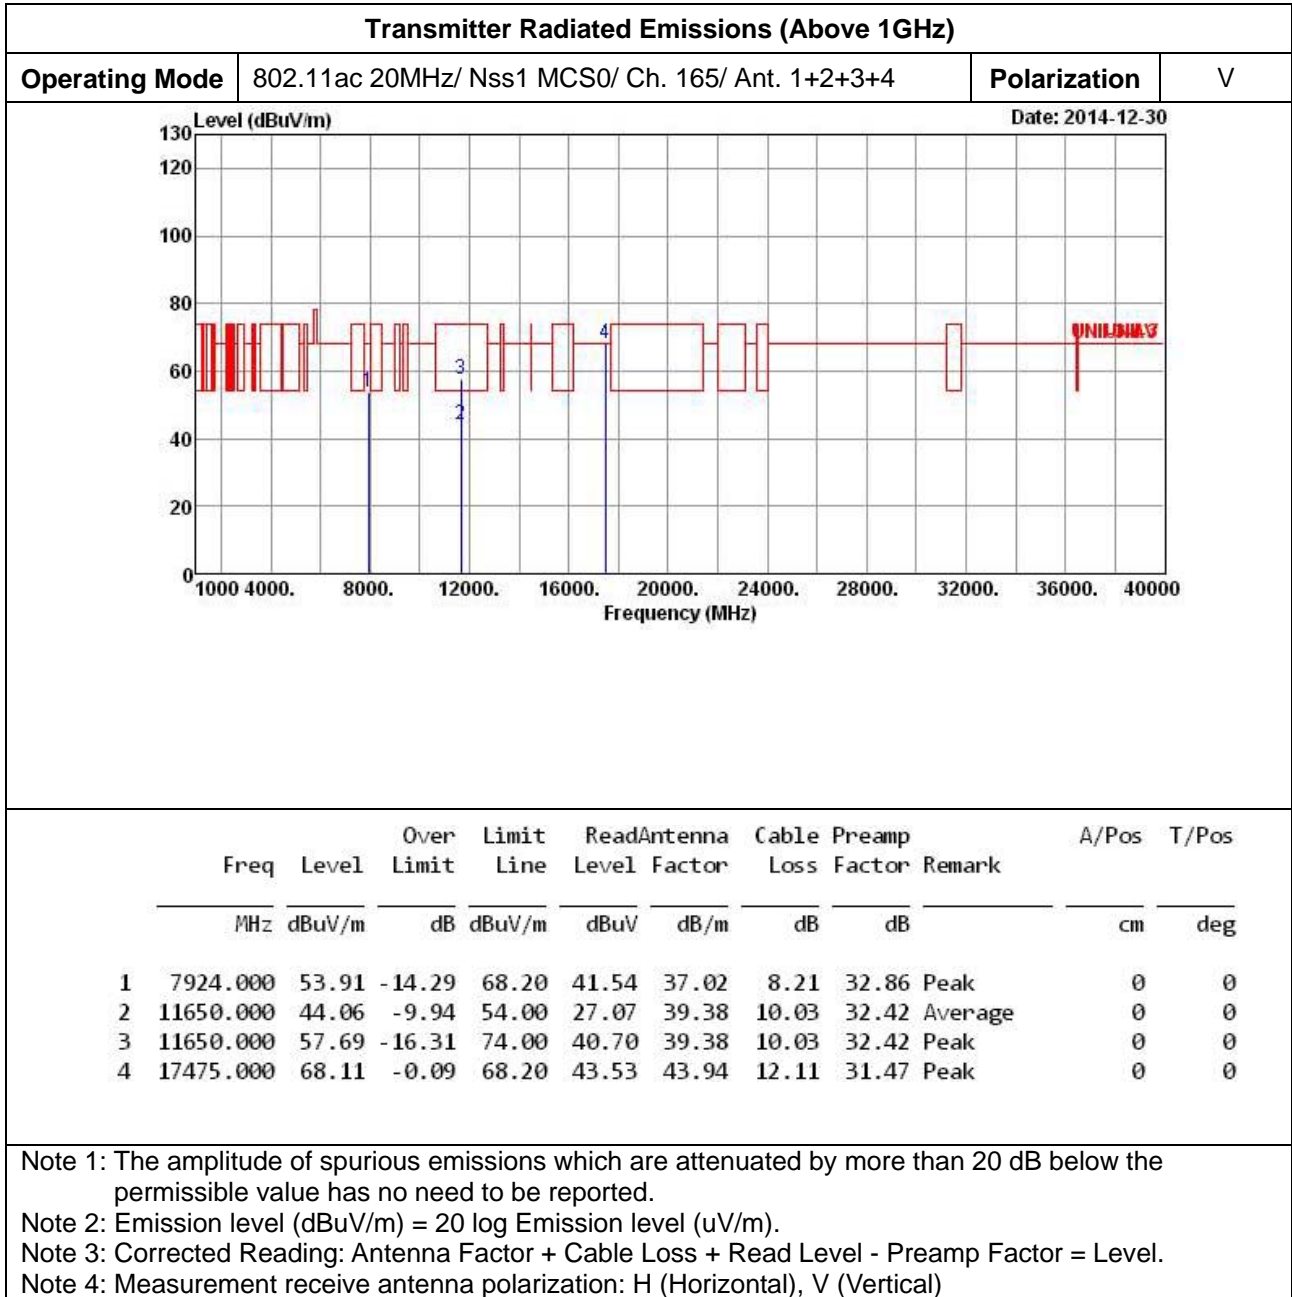 Transmitter Radiated Emissions (Above 1GHz)
Operating Mode 802.11ac 20MHz/ Nss1 MCS0/ Ch. 165/ Ant. 1+2+3+4 Polarization V
Level (dBuV/m) Date: 2014-12-30
130
120
100
80
60
40
20
0
1
2
3
4
1000 4000. 8000. 12000. 16000. 20000. 24000. 28000. 32000. 36000. 40000
Frequency (MHz)
Over Limit ReadAntenna Cable Preamp A/Pos T/Pos
Freq Level Limit Line Level Factor Loss Factor Remark
MHz dBuV/m dB dBuV/m dBuV dB/m dB dB cm deg
1 7924.000 53.91 -14.29 68.20 41.54 37.02 8.21 32.86 Peak 0 0
2 11650.000 44.06 -9.94 54.00 27.07 39.38 10.03 32.42 Average 0 0
3 11650.000 57.69 -16.31 74.00 40.70 39.38 10.03 32.42 Peak 0 0
4 17475.000 68.11 -0.09 68.20 43.53 43.94 12.11 31.47 Peak 0 0
Note 1: The amplitude of spurious emissions which are attenuated by more than 20 dB below the
permissible value has no need to be reported.
Note 2: Emission level (dBuV/m) = 20 log Emission level (uV/m).
Note 3: Corrected Reading: Antenna Factor + Cable Loss + Read Level - Preamp Factor = Level.
Note 4: Measurement receive antenna polarization: H (Horizontal), V (Vertical)